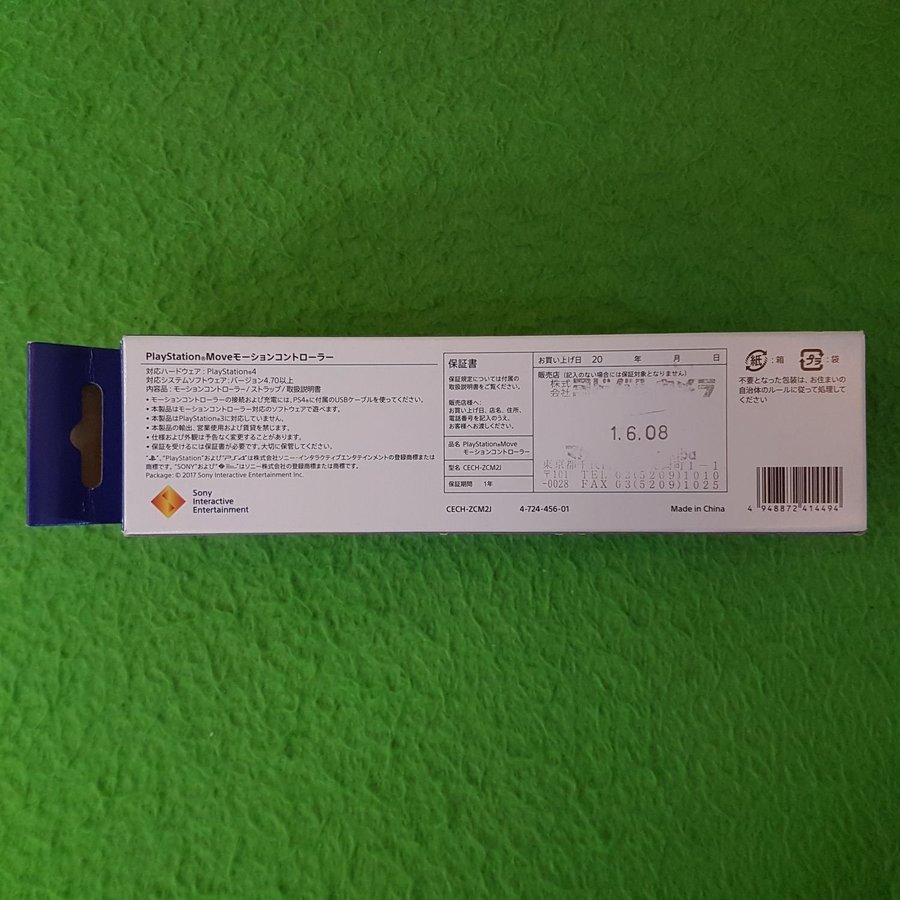 PlayStation®Moveモーションコントローラー
対応ハードウェア：PlayStation®4
対応システムソフトウェア：バージョン4.70以上
内容品：モーションコントローラー / ストラップ / 取扱説明書
・モーションコントローラーの接続および充電には、PS4®に付属のUSBケーブルを使ってください。
・本製品はモーションコントローラー対応のソフトウェアで遊べます。
・本製品はPlayStation®3に対応していません。
・本製品の輸出、営業使用および賃貸を禁じます。
・仕様および外観は予告なく変更することがあります。
・保証を受けるには保証書が必要です。大切に保管してください。
"PlayStation"および"PS4"は株式会社ソニー・インタラクティブエンタテインメントの登録商標または
商標です。"SONY"および"
"はソニー株式会社の登録商標または商標です。
Package: © 2017 Sony Interactive Entertainment Inc.
Sony
Interactive
Entertainment
保証書
保証規定については付属の
取扱説明書をご覧ください。
販売店様へ：
お買い上げ日、店名、住所、
電話番号を記入のうえ、
お客様へお渡しください。
品名 PlayStation®Move
モーションコントローラー
型名 CECH-ZCM2J
保証期間 1年
お買い上げ日 20 年 月 日
販売店（記入のない場合には保証対象となりません）
株式
会社
1.6.08
東京都千
町1-1
〒101
-0028
TEL 03(5209)1010
FAX 03(5209)1025
CECH-ZCM2J 4-724-456-01 Made in China
紙：箱 プラ：袋
不要となった包装は、お住まいの
自治体のルールに従って処理して
ください
4 948872 414494